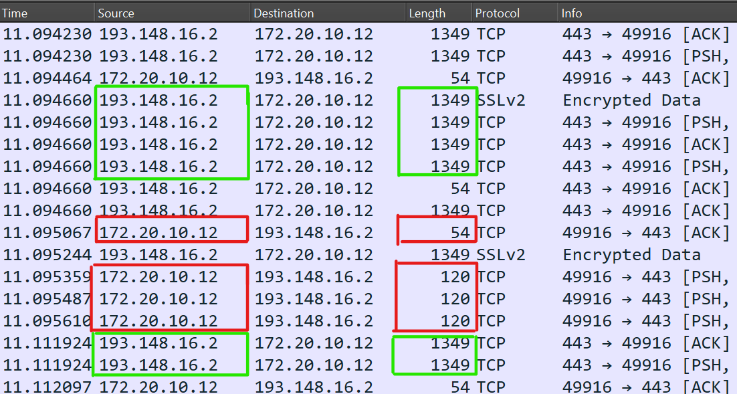 Time Source Destination Length Protocol Info
11.094230 193.148.16.2 172.20.10.12 1349 TCP 443 → 49916 [ACK]
11.094230 193.148.16.2 172.20.10.12 1349 TCP 443 → 49916 [PSH,
11.094464 172.20.10.12 193.148.16.2 54 TCP 49916 → 443 [ACK]
11.094660 193.148.16.2 172.20.10.12 1349 SSLv2 Encrypted Data
11.094660 193.148.16.2 172.20.10.12 1349 TCP 443 → 49916 [PSH,
11.094660 193.148.16.2 172.20.10.12 1349 TCP 443 → 49916 [ACK]
11.094660 193.148.16.2 172.20.10.12 1349 TCP 443 → 49916 [PSH,
11.094660 193.148.16.2 172.20.10.12 54 TCP 443 → 49916 [ACK]
11.094660 193.148.16.2 172.20.10.12 1349 TCP 443 → 49916 [ACK]
11.095067 172.20.10.12 193.148.16.2 54 TCP 49916 → 443 [ACK]
11.095244 193.148.16.2 172.20.10.12 1349 SSLv2 Encrypted Data
11.095359 172.20.10.12 193.148.16.2 120 TCP 49916 → 443 [PSH,
11.095487 172.20.10.12 193.148.16.2 120 TCP 49916 → 443 [PSH,
11.095610 172.20.10.12 193.148.16.2 120 TCP 49916 → 443 [PSH,
11.111924 193.148.16.2 172.20.10.12 1349 TCP 443 → 49916 [ACK]
11.111924 193.148.16.2 172.20.10.12 1349 TCP 443 → 49916 [PSH,
11.112097 172.20.10.12 193.148.16.2 54 TCP 49916 → 443 [ACK]